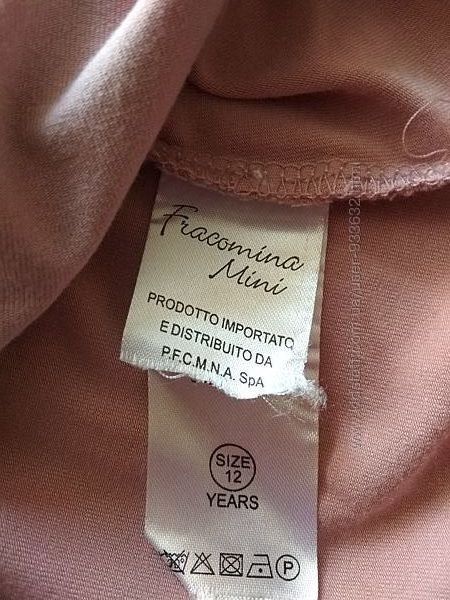 Fracomina
Mini
PRODOTTO IMPORTATO
E DISTRIBUITO DA
P.F.C.M.N.A. SpA
SIZE
12
YEARS
P